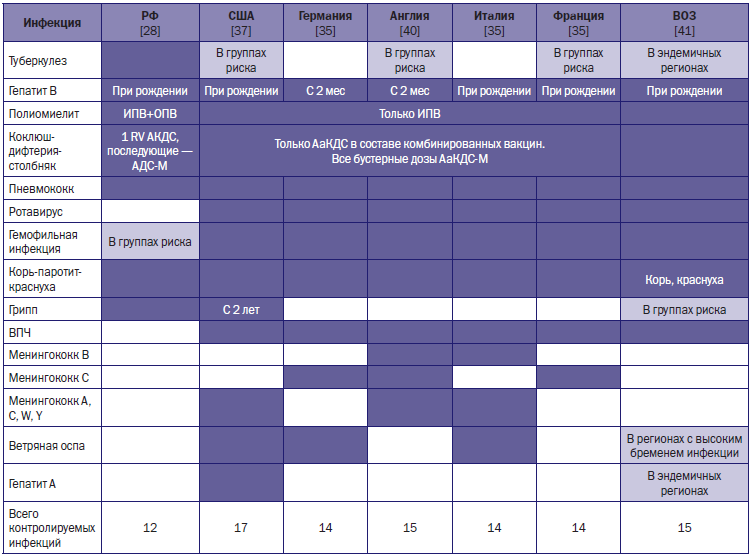 Инфекция
РФ
[28]
США
[37]
Германия
[35]
Англия
[40]
Италия
[35]
Франция
[35]
ВОЗ
[41]
Туберкулез
В группах
риска
В группах
риска
В группах
риска
В эндемичных
регионах
Гепатит В
При рождении
При рождении
С 2 мес
С 2 мес
При рождении
При рождении
При рождении
Полиомиелит
ИПВ+ОПВ
Только ИПВ
Коклюш-
дифтерия-
столбняк
1 RV АКДС,
последующие —
АДС-М
Только АаКДС в составе комбинированных вакцин.
Все бустерные дозы АаКДС-М
Пневмококк
Ротавирус
Гемофильная
инфекция
В группах риска
Корь-паротит-
краснуха
Корь, краснуха
Грипп
С 2 лет
В группах риска
ВПЧ
Менингококк В
Менингококк С
Менингококк А,
С, W, Y
Ветряная оспа
В регионах с высоким
бременем инфекции
Гепатит А
В эндемичных
регионах
Всего
контролируемых
инфекций
12
17
14
15
14
14
15